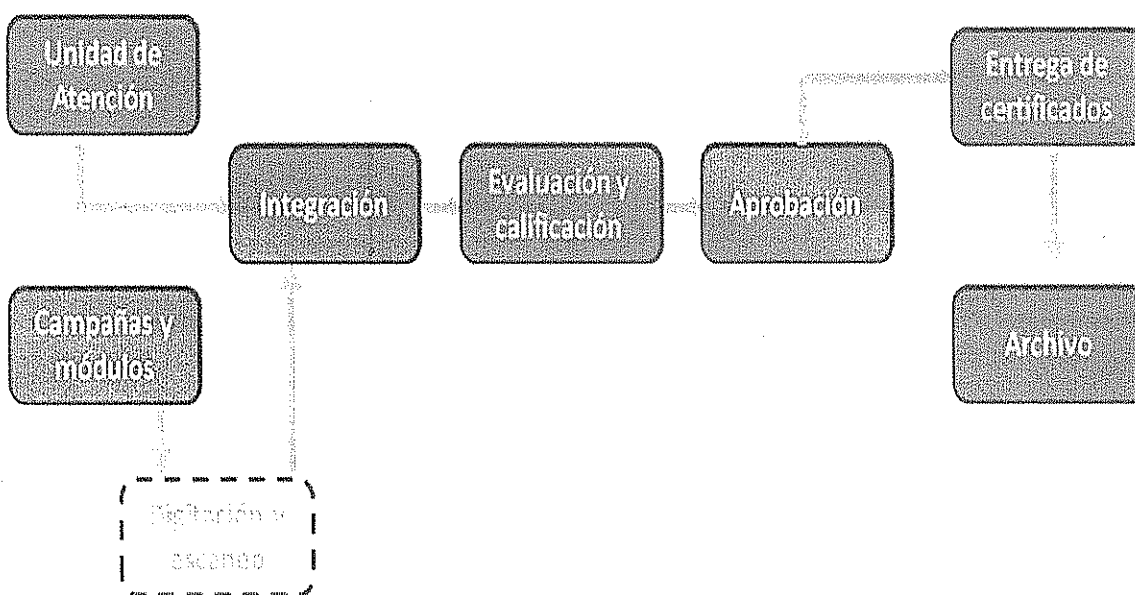 Unidad de
Atención
Entrega de
certificados
Integración
Evaluación y
calificación
Aprobación
Campañas y
módulos
Archivo
Digitación y
escaneo